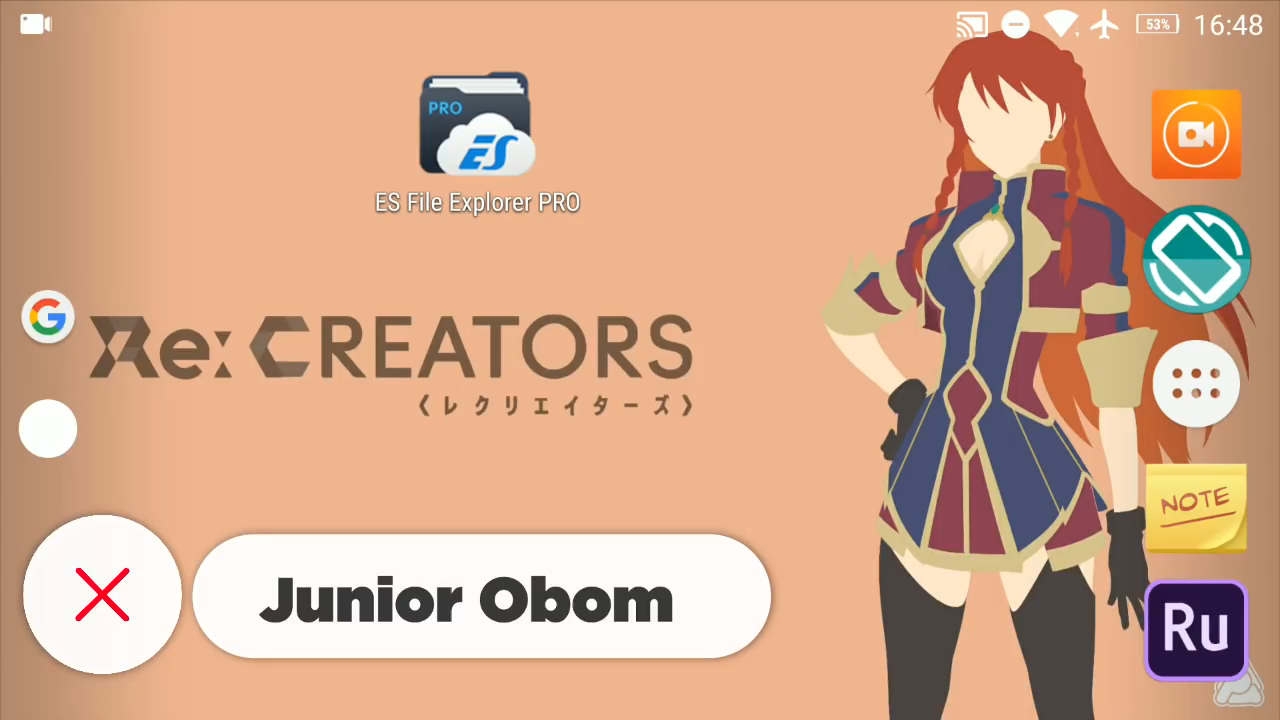 53%
16:48
PRO
ES
ES File Explorer PRO
G
Re:CREATORS
《レクリエイターズ》
NOTE
Junior Obom
Ru